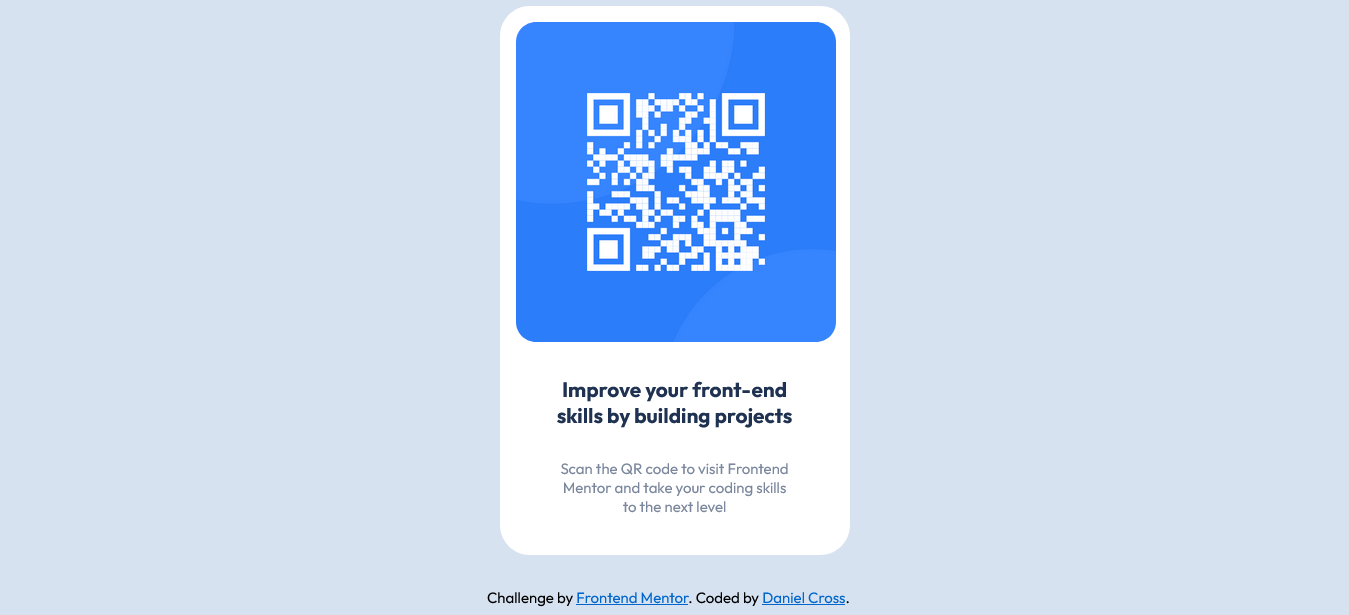 Improve your front-end
skills by building projects
Scan the QR code to visit Frontend
Mentor and take your coding skills
to the next level
Challenge by Frontend Mentor. Coded by Daniel Cross.